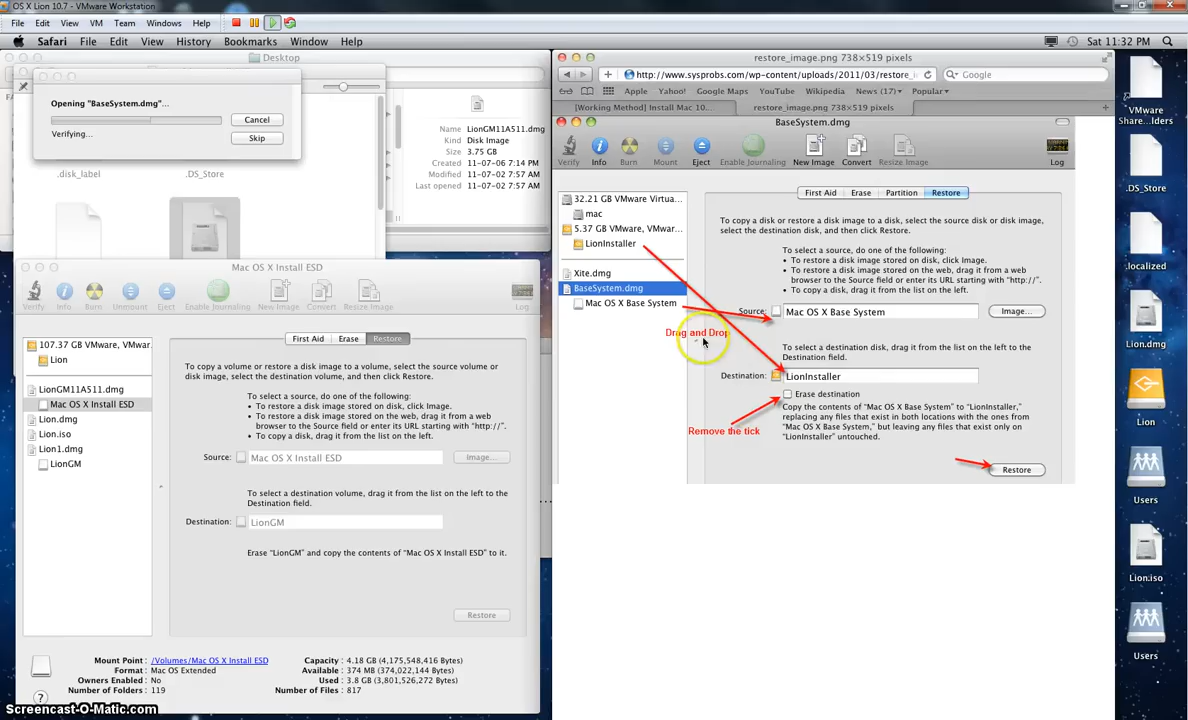 OS X Lion 10.7 - VMware Workstation
File Edit View VM Team Windows Help
Safari File Edit View History Bookmarks Window Help
Sat 11:32 PM
Desktop
Opening "BaseSystem.dmg"...
Cancel
Verifying...
Skip
.disk_label
.DS_Store
Name LionGM11A511.dmg
Kind Disk Image
Size 3.75 GB
Created 11-07-06 7:14 PM
Modified 11-07-02 7:57 AM
Last opened 11-07-02 7:57 AM
Mac OS X Install ESD
Verify Info Burn Unmount Eject Enable Journaling New Image Convert Resize Image Log
107.37 GB VMware, VMwar.
Lion
LionGM11A511.dmg
Mac OS X Install ESD
Lion.dmg
Lion.iso
Lion1.dmg
LionGM
First Aid Erase Restore
To copy a volume or restore a disk image to a volume, select the source volume or
disk image, select the destination volume, and then click Restore.
To select a source, do one of the following:
• To restore a disk image stored on disk, click Image.
• To restore a disk image stored on the web, drag it from a web
browser to the Source field or enter its URL starting with "http://".
• To copy a disk, drag it from the list on the left.
Source: Mac OS X Install ESD Image...
To select a destination volume, drag it from the list on the left to the
Destination field.
Destination: LionGM
Erase "LionGM" and copy the contents of "Mac OS X Install ESD" to it.
Restore
Mount Point: /Volumes/Mac OS X Install ESD
Format: Mac OS Extended
Owners Enabled: No
Number of Folders: 119
Capacity: 4.18 GB (4,175,548,416 Bytes)
Available: 374 MB (374,022,144 Bytes)
Used: 3.8 GB (3,801,526,272 Bytes)
Number of Files: 817
?
Screencast-O-Matic.com
restore_image.png 738×519 pixels
http://www.sysprobs.com/wp-content/uploads/2011/03/restore_i
Google
Apple Yahoo! Google Maps YouTube Wikipedia News (17) Popular
[Working Method] Install Mac 10...
restore_image.png 738×519 pixels
BaseSystem.dmg
Verify Info Burn Mount Eject Enable Journaling New Image Convert Resize Image Log
32.21 GB VMware Virtua...
mac
5.37 GB VMware, VMwar...
LionInstaller
Xite.dmg
BaseSystem.dmg
Mac OS X Base System
First Aid Erase Partition Restore
To copy a disk or restore a disk image to a disk, select the source disk or disk image,
select the destination disk, and then click Restore.
To select a source, do one of the following:
• To restore a disk image stored on disk, click Image.
• To restore a disk image stored on the web, drag it from a web
browser to the Source field or enter its URL starting with "http://".
• To copy a disk, drag it from the list on the left.
Source: Mac OS X Base System Image...
Drag and Drop
To select a destination disk, drag it from the list on the left to the
Destination field.
Destination: LionInstaller
Erase destination
Copy the contents of "Mac OS X Base System" to "LionInstaller,"
replacing any files that exist in both locations with the ones from
"Mac OS X Base System," but leaving any files that exist only on
"LionInstaller" untouched.
Remove the tick
Restore
VMware
Share...lders
.DS_Store
.localized
Lion.dmg
Lion
Users
Lion.iso
Users